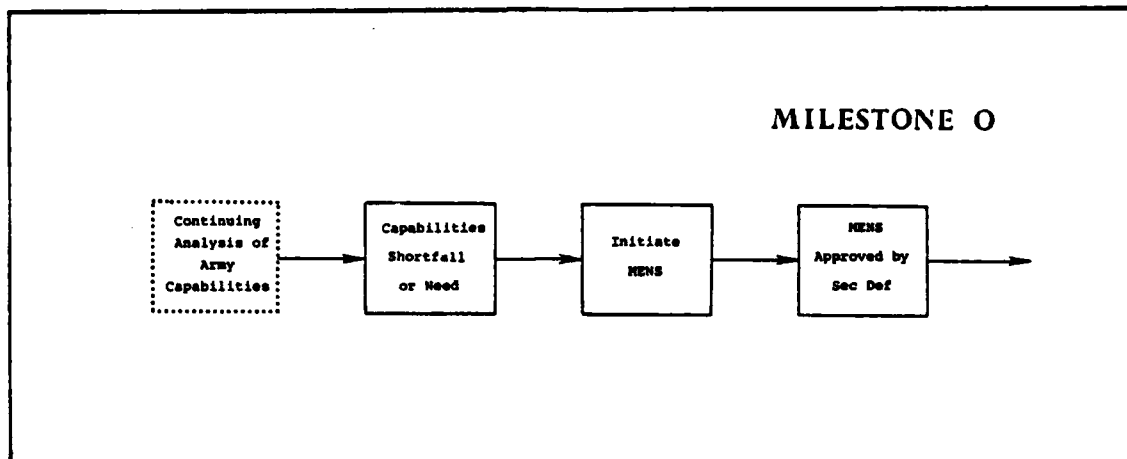 MILESTONE O
Continuing
Analysis of
Army
Capabilities
Capabilities
Shortfall
or Need
Initiate
MENS
MENS
Approved by
Sec Def